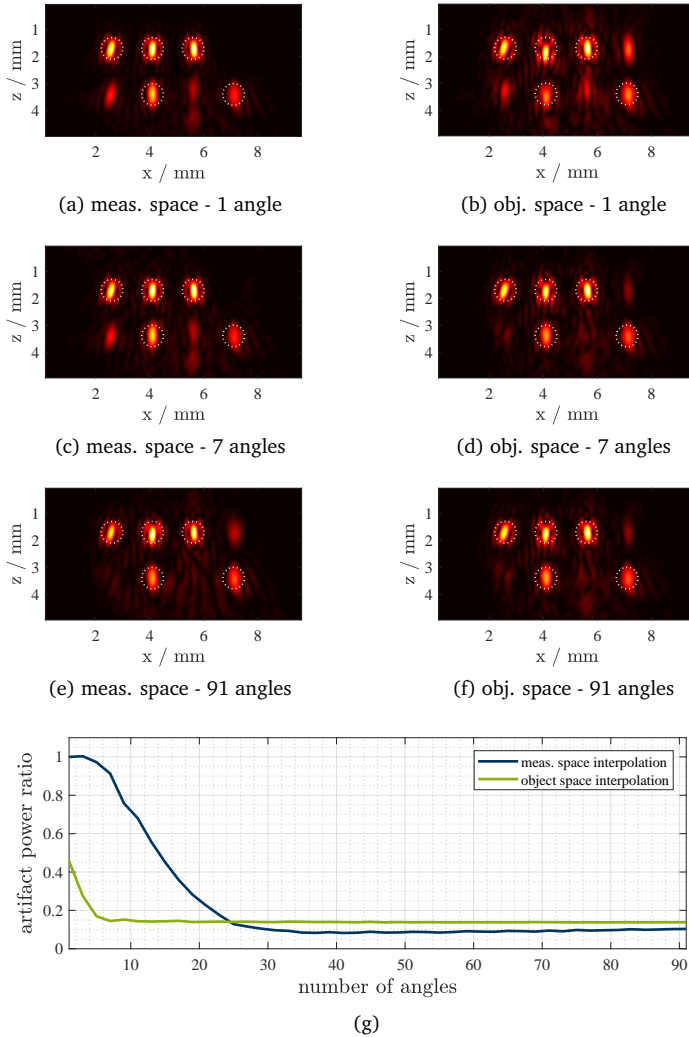 1
2
3
4
z / mm
2 4 6 8
x / mm
(a) meas. space - 1 angle
1
2
3
4
z / mm
2 4 6 8
x / mm
(b) obj. space - 1 angle
1
2
3
4
z / mm
2 4 6 8
x / mm
(c) meas. space - 7 angles
1
2
3
4
z / mm
2 4 6 8
x / mm
(d) obj. space - 7 angles
1
2
3
4
z / mm
2 4 6 8
x / mm
(e) meas. space - 91 angles
1
2
3
4
z / mm
2 4 6 8
x / mm
(f) obj. space - 91 angles
1
0.8
0.6
0.4
0.2
0
artifact power ratio
meas. space interpolation
object space interpolation
10 20 30 40 50 60 70 80 90
number of angles
(g)